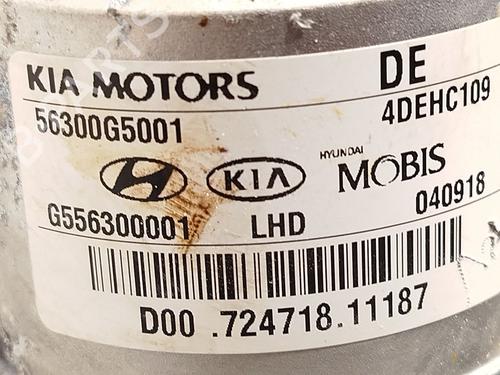 KIA MOTORS DE
56300G5001 4DEHC109
KIA HYUNDAI MOBIS
G556300001 LHD 040918
D00 .724718.11187